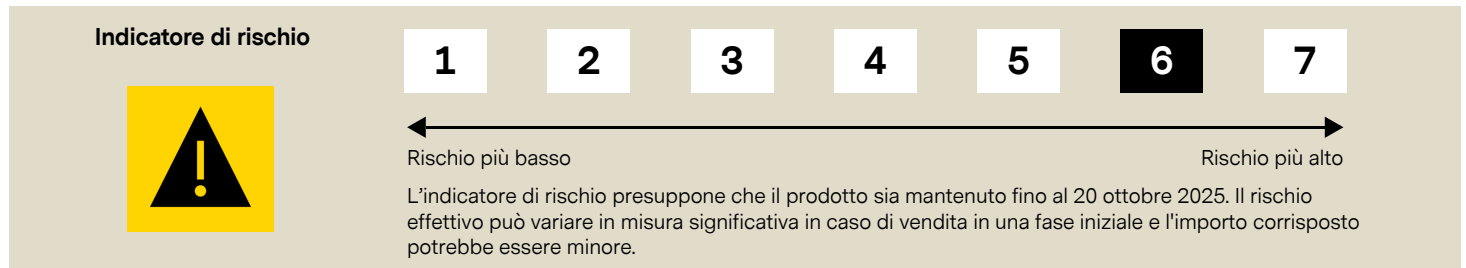 Indicatore di rischio
1 2 3 4 5 6 7
Rischio più basso Rischio più alto
L’indicatore di rischio presuppone che il prodotto sia mantenuto fino al 20 ottobre 2025. Il rischio
effettivo può variare in misura significativa in caso di vendita in una fase iniziale e l'importo corrisposto
potrebbe essere minore.